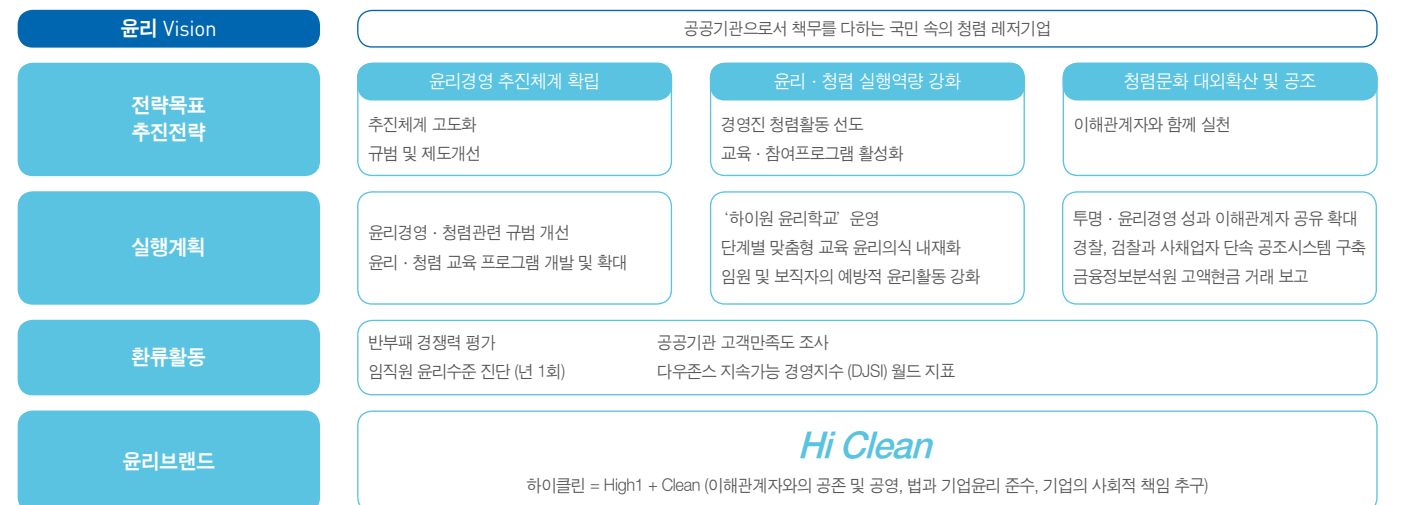 윤리 Vision
공공기관으로서 책무를 다하는 국민 속의 청렴 레저기업
전략목표
추진전략
윤리경영 추진체계 확립
추진체계 고도화
규범 및 제도개선
윤리 · 청렴 실행역량 강화
경영진 청렴활동 선도
교육 · 참여프로그램 활성화
청렴문화 대외확산 및 공조
이해관계자와 함께 실천
실행계획
윤리경영 · 청렴관련 규범 개선
윤리 · 청렴 교육 프로그램 개발 및 확대
‘하이원 윤리학교’ 운영
단계별 맞춤형 교육 윤리의식 내재화
임원 및 보직자의 예방적 윤리활동 강화
투명 · 윤리경영 성과 이해관계자 공유 확대
경찰, 검찰과 사채업자 단속 공조시스템 구축
금융정보분석원 고액현금 거래 보고
환류활동
반부패 경쟁력 평가
임직원 윤리수준 진단 (년 1회)
공공기관 고객만족도 조사
다우존스 지속가능 경영지수 (DJSI) 월드 지표
윤리브랜드
Hi Clean
하이클린 = High1 + Clean (이해관계자와의 공존 및 공영, 법과 기업윤리 준수, 기업의 사회적 책임 추구)